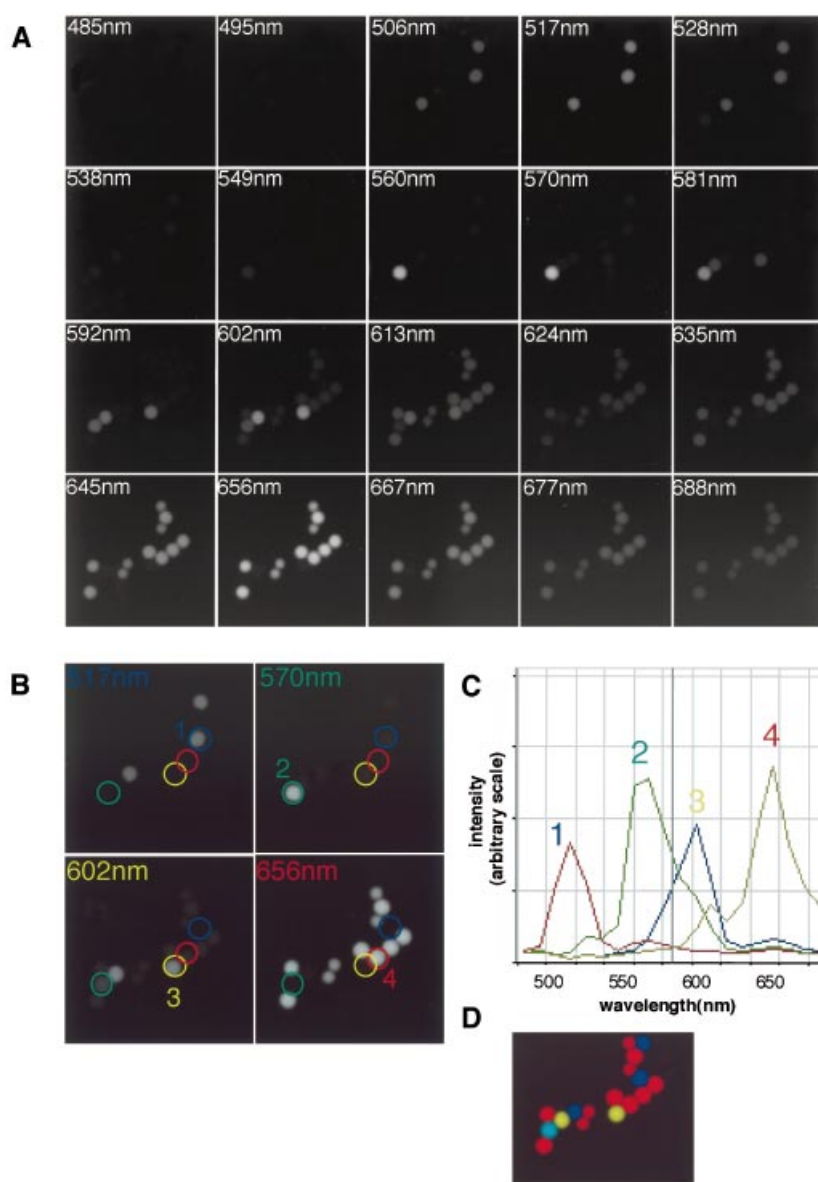 A
485nm 495nm 506nm 517nm 528nm
538nm 549nm 560nm 570nm 581nm
592nm 602nm 613nm 624nm 635nm
645nm 656nm 667nm 677nm 688nm
B
517nm 570nm
1
2
602nm 656nm
3
4
C
1
2
3
4
intensity
(arbitrary scale)
500 550 600 650
wavelength(nm)
D